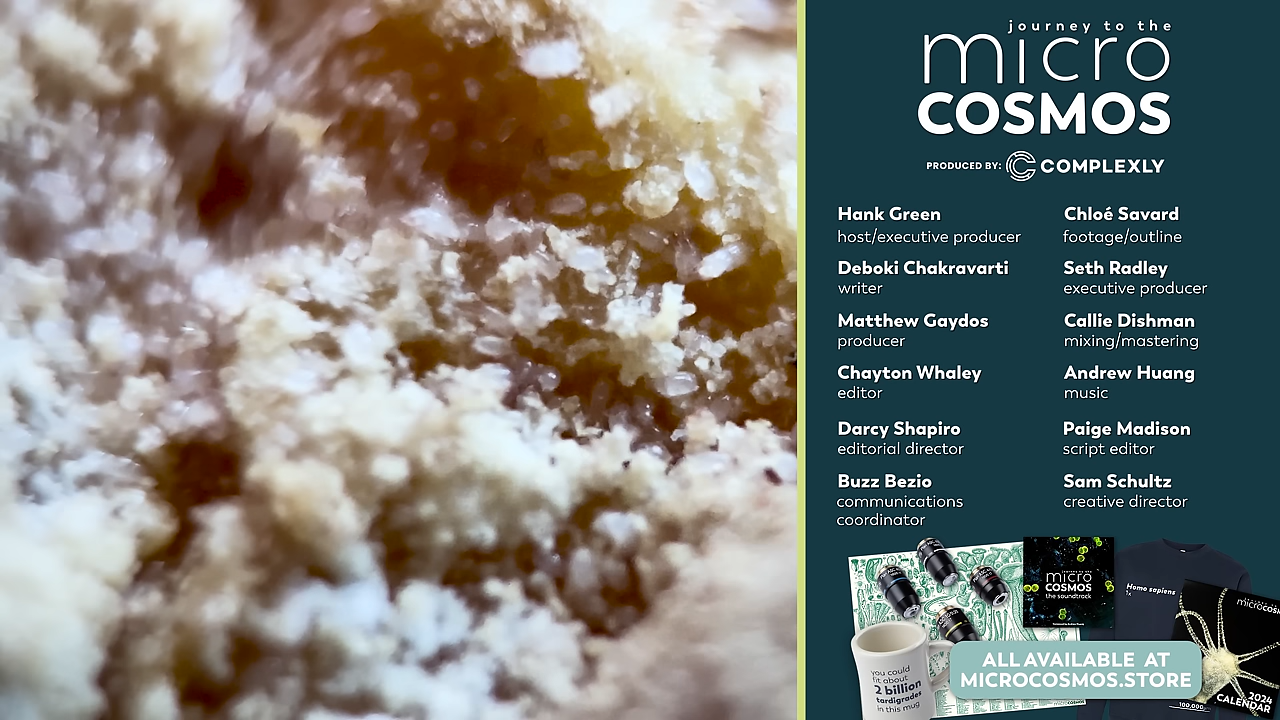 journey to the
micro
COSMOS
PRODUCED BY: COMPLEXLY
Hank Green
host/executive producer
Chloé Savard
footage/outline
Deboki Chakravarti
writer
Seth Radley
executive producer
Matthew Gaydos
producer
Callie Dishman
mixing/mastering
Chayton Whaley
editor
Andrew Huang
music
Darcy Shapiro
editorial director
Paige Madison
script editor
Buzz Bezio
communications
coordinator
Sam Schultz
creative director
journey to the
micro
COSMOS
the soundtrack
Homo sapiens
1x
microcosmos
you could
fit about
2 billion
tardigrades
in this mug
ALL AVAILABLE AT
MICROCOSMOS.STORE
2024
CALENDAR